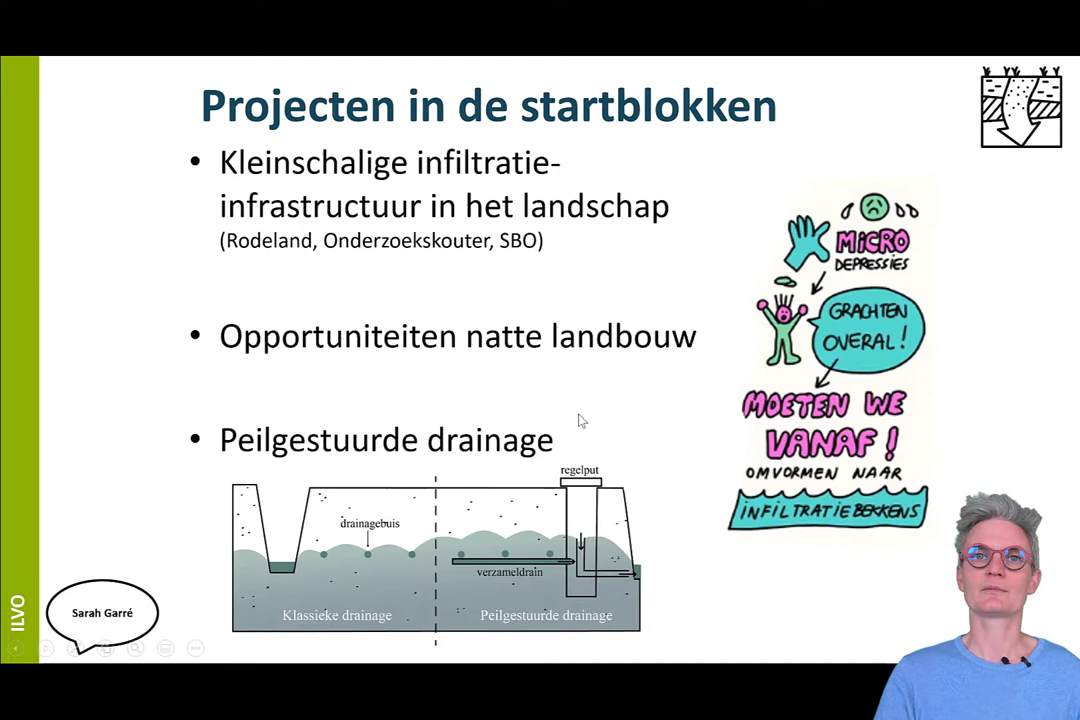 Projecten in de startblokken
• Kleinschalige infiltratie-
infrastructuur in het landschap
(Rodeland, Onderzoekskouter, SBO)
• Opportuniteiten natte landbouw
• Peilgestuurde drainage
regelput
drainagebuis
verzameldrain
Klassieke drainage
Peilgestuurde drainage
MiCRO
DEPRESSIES
GRACHTEN
OVERAL!
MOETEN WE
VANAF!
OMVORMEN NAAR
INFILTRATIEBEKKENS
Sarah Garré
ILVO